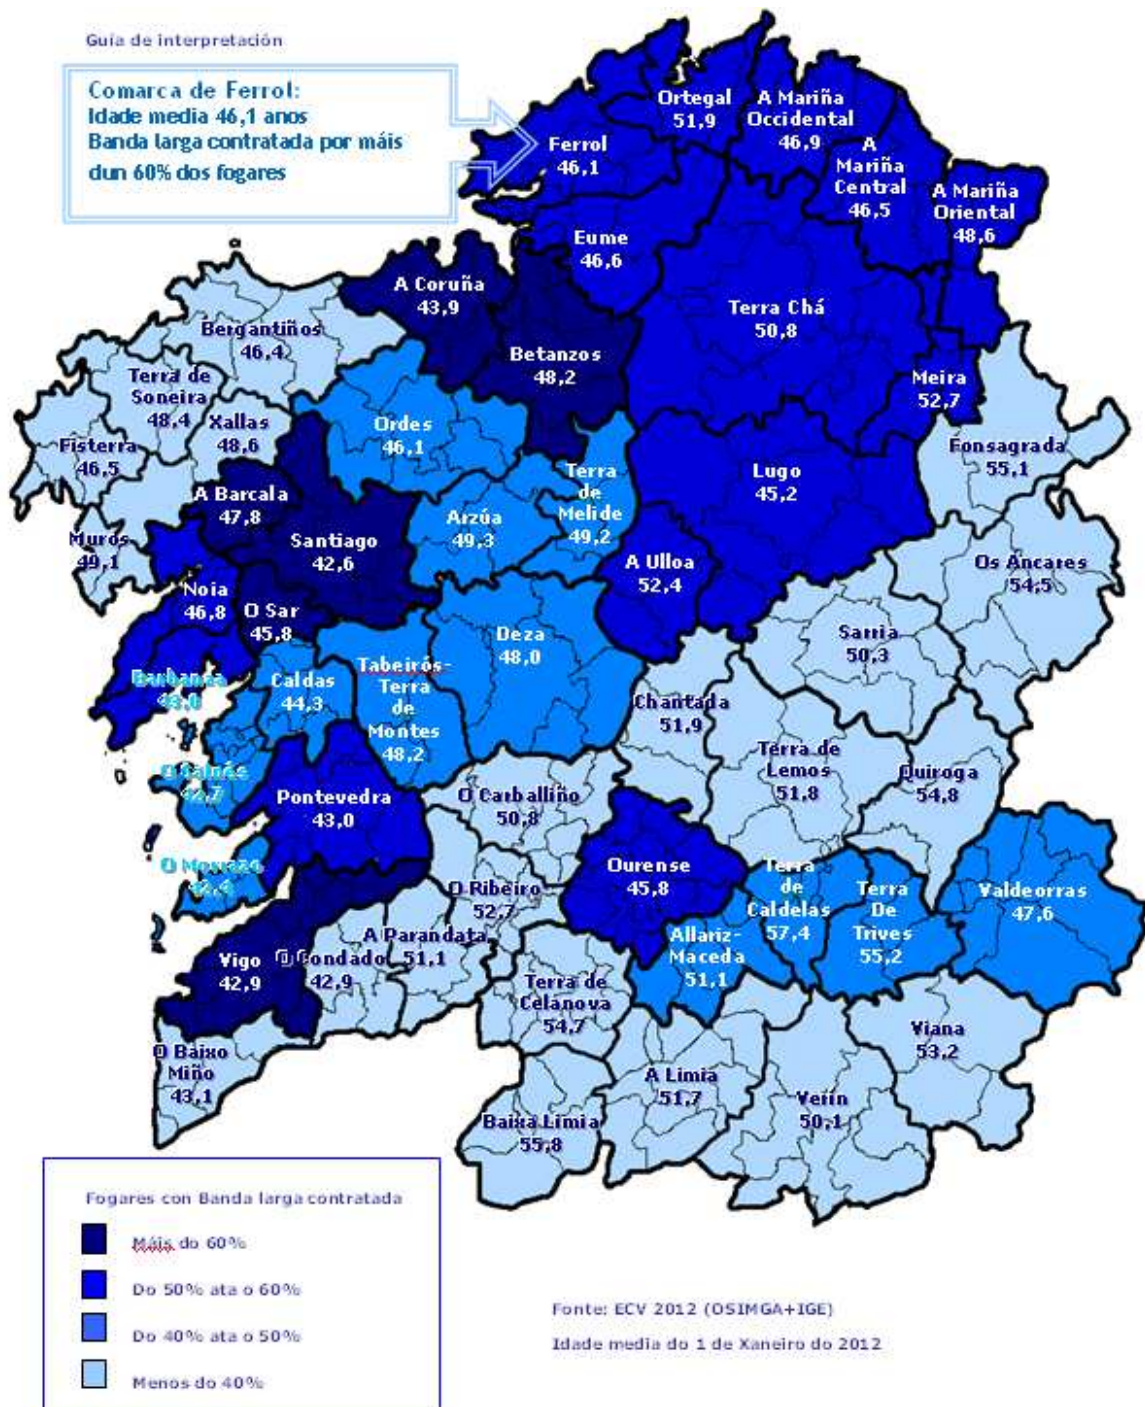 Guía de interpretación
Comarca de Ferrol:
Idade media 46,1 anos
Banda larga contratada por máis
dun 60% dos fogares
Ortegal
51,9
A Mariña
Occidental
46,9
Ferrol
46,1
A
Mariña
Central
46,5
A Mariña
Oriental
48,6
Eume
46,6
A Coruña
43,9
Terra Chá
50,8
Bergantiños
46,4
Betanzos
48,2
Meira
52,7
Terra de
Soneira
48,4
Xallas
48,6
Ordes
46,1
Fisterra
46,5
Fonsagrada
55,1
Lugo
45,2
Terra
de
Melide
49,2
A Barcala
47,8
Arzúa
49,3
Santiago
42,6
Muros
49,1
A Ulloa
52,4
Os Ancares
54,5
Noia
46,8
O Sar
45,8
Deza
48,0
Sarria
50,3
Tabeirós-
Terra
de
Montes
48,2
Caldas
44,3
Barbanza
43,0
Chantada
51,9
Terra de
Lemos
51,8
Quiroga
54,8
O Salnés
42,7
Pontevedra
43,0
O Carballiño
50,8
Ourense
45,8
Terra
de
Caldelas
57,4
Terra
De
Trives
55,2
Valdeorras
47,6
O Morrazo
O Ribeiro
52,7
A Parandata
51,1
Allariz-
Maceda
51,1
Vigo
42,9
O Condado
42,9
Terra de
Celanova
54,7
Viana
53,2
O Baixo
Miño
43,1
A Limia
51,7
Verín
50,1
Baixa Limia
55,8
Fogares con Banda larga contratada
Máis do 60%
Do 50% ata o 60%
Do 40% ata o 50%
Menos do 40%
Fonte: ECV 2012 (OSIMGA+IGE)
Idade media do 1 de Xaneiro do 2012